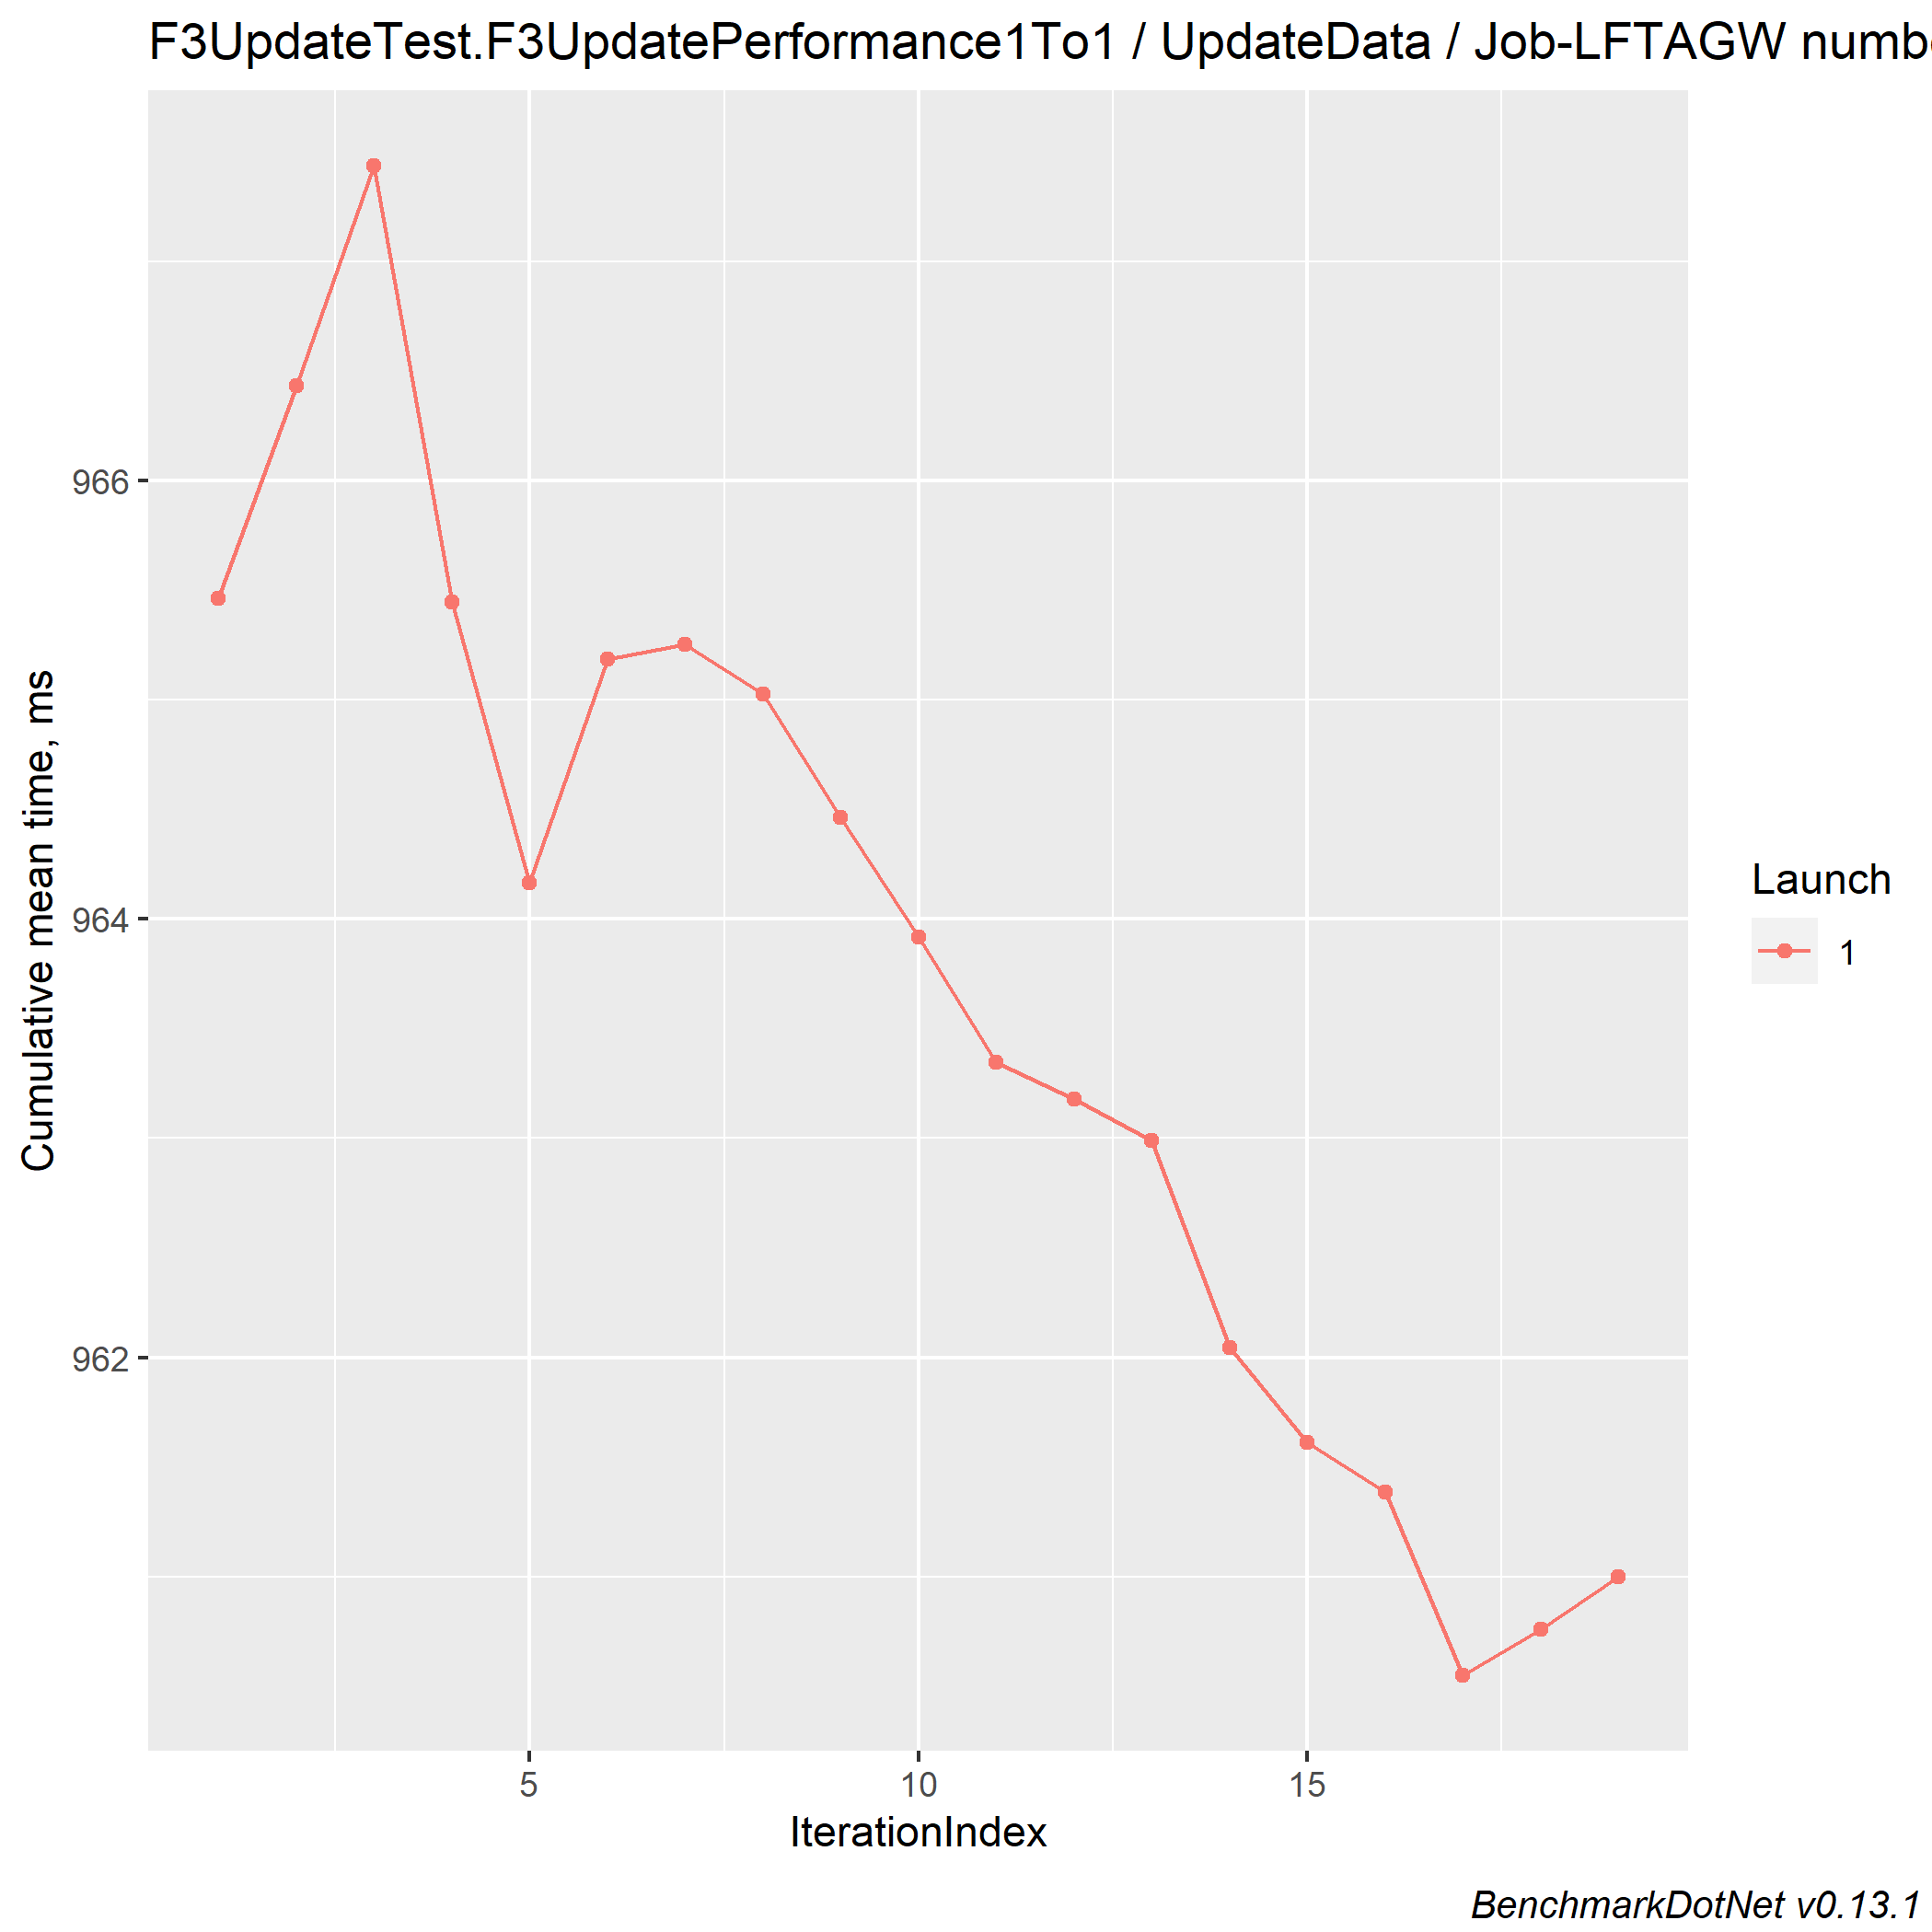 F3UpdateTest.F3UpdatePerformance1To1 / UpdateData / Job-LFTAGW
966
964
962
Cumulative mean time, ms
5 10 15
IterationIndex
Launch
1
BenchmarkDotNet v0.13.1